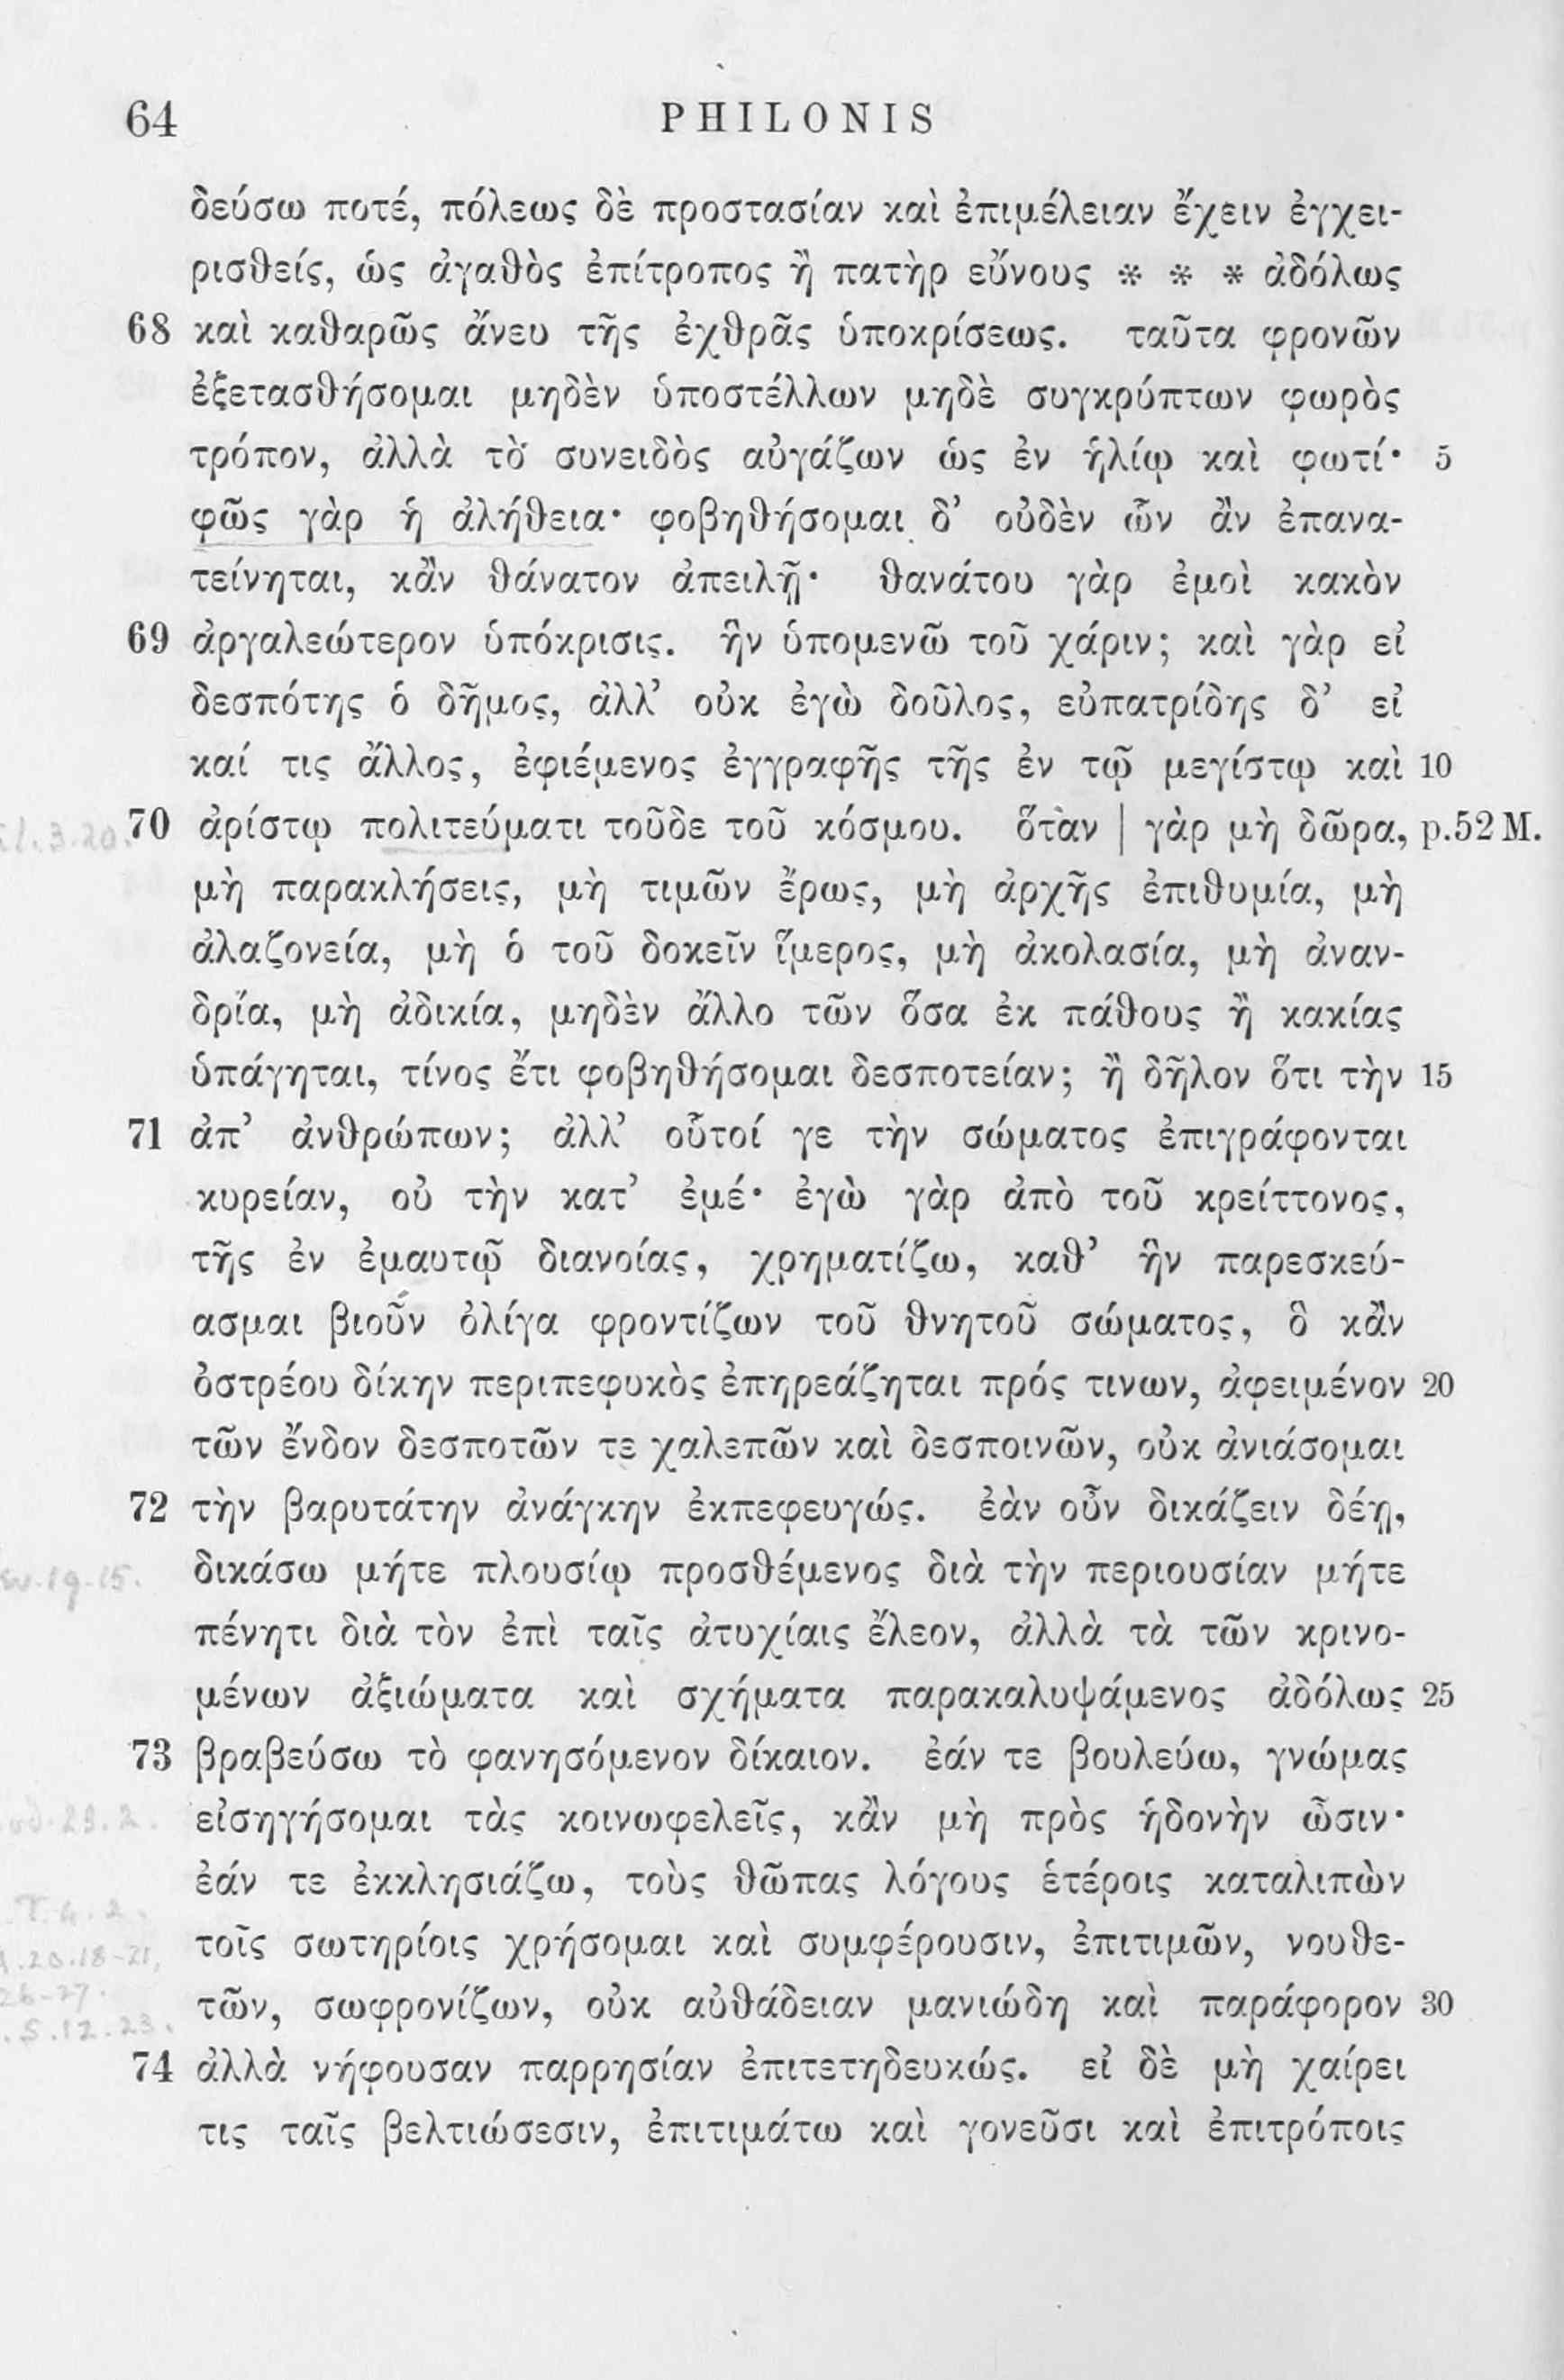 64 PHILONIS
δεύσω ποτέ, πόλεως δὲ προστασίαν καὶ ἐπιμέλειαν ἔχειν ἐγχει-
ρισθείς, ὡς ἀγαθὸς ἐπίτροπος ἢ πατὴρ εὔνους * * * ἀδόλως
68 καὶ καθαρῶς ἄνευ τῆς ἐχθρᾶς ὑποκρίσεως. ταῦτα φρονῶν
ἐξετασθήσομαι μηδὲν ὑποστέλλων μηδὲ συγκρύπτων φωρὸς
τρόπον, ἀλλὰ τὸ συνειδὸς αὐγάζων ὡς ἐν ἡλίῳ καὶ φωτί· 5
φῶς γὰρ ἡ ἀλήθεια· φοβηθήσομαι δ’ οὐδὲν ὧν ἂν ἐπανα-
τείνηται, κἂν θάνατον ἀπειλῇ· θανάτου γὰρ ἐμοὶ κακὸν
69 ἀργαλεώτερον ὑπόκρισις. ἣν ὑπομενῶ τοῦ χάριν; καὶ γὰρ εἰ
δεσπότης ὁ δῆμος, ἀλλ’ οὐκ ἐγὼ δοῦλος, εὐπατρίδης δ’ εἰ
καί τις ἄλλος, ἐφιέμενος ἐγγραφῆς τῆς ἐν τῷ μεγίστῳ καὶ 10
70 ἀρίστῳ πολιτεύματι τοῦδε τοῦ κόσμου. ὅταν | γὰρ μὴ δῶρα, p.52 M.
μὴ παρακλήσεις, μὴ τιμῶν ἔρως, μὴ ἀρχῆς ἐπιθυμία, μὴ
ἀλαζονεία, μὴ ὁ τοῦ δοκεῖν ἵμερος, μὴ ἀκολασία, μὴ ἀναν-
δρία, μὴ ἀδικία, μηδὲν ἄλλο τῶν ὅσα ἐκ πάθους ἢ κακίας
ὑπάγηται, τίνος ἔτι φοβηθήσομαι δεσποτείαν; ἢ δῆλον ὅτι τὴν 15
71 ἀπ’ ἀνθρώπων; ἀλλ’ οὗτοί γε τὴν σώματος ἐπιγράφονται
κυρείαν, οὐ τὴν κατ’ ἐμέ· ἐγὼ γὰρ ἀπὸ τοῦ κρείττονος,
τῆς ἐν ἐμαυτῷ διανοίας, χρηματίζω, καθ’ ἣν παρεσκεύ-
ασμαι βιοῦν ὀλίγα φροντίζων τοῦ θνητοῦ σώματος, ὃ κἂν
ὀστρέου δίκην περιπεφυκὸς ἐπηρεάζηται πρός τινων, ἀφειμένον 20
τῶν ἔνδον δεσποτῶν τε χαλεπῶν καὶ δεσποινῶν, οὐκ ἀνιάσομαι
72 τὴν βαρυτάτην ἀνάγκην ἐκπεφευγώς. ἐὰν οὖν δικάζειν δέῃ,
δικάσω μήτε πλουσίῳ προσθέμενος διὰ τὴν περιουσίαν μήτε
πένητι διὰ τὸν ἐπὶ ταῖς ἀτυχίαις ἔλεον, ἀλλὰ τὰ τῶν κρινο-
μένων ἀξιώματα καὶ σχήματα παρακαλυψάμενος ἀδόλως 25
73 βραβεύσω τὸ φανησόμενον δίκαιον. ἐάν τε βουλεύω, γνώμας
εἰσηγήσομαι τὰς κοινωφελεῖς, κἂν μὴ πρὸς ἡδονὴν ὦσιν·
ἐάν τε ἐκκλησιάζω, τοὺς θῶπας λόγους ἑτέροις καταλιπὼν
τοῖς σωτηρίοις χρήσομαι καὶ συμφέρουσιν, ἐπιτιμῶν, νουθε-
τῶν, σωφρονίζων, οὐκ αὐθάδειαν μανιώδη καὶ παράφορον 30
74 ἀλλὰ νήφουσαν παρρησίαν ἐπιτετηδευκώς. εἰ δὲ μὴ χαίρει
τις ταῖς βελτιώσεσιν, ἐπιτιμάτω καὶ γονεῦσι καὶ ἐπιτρόποις